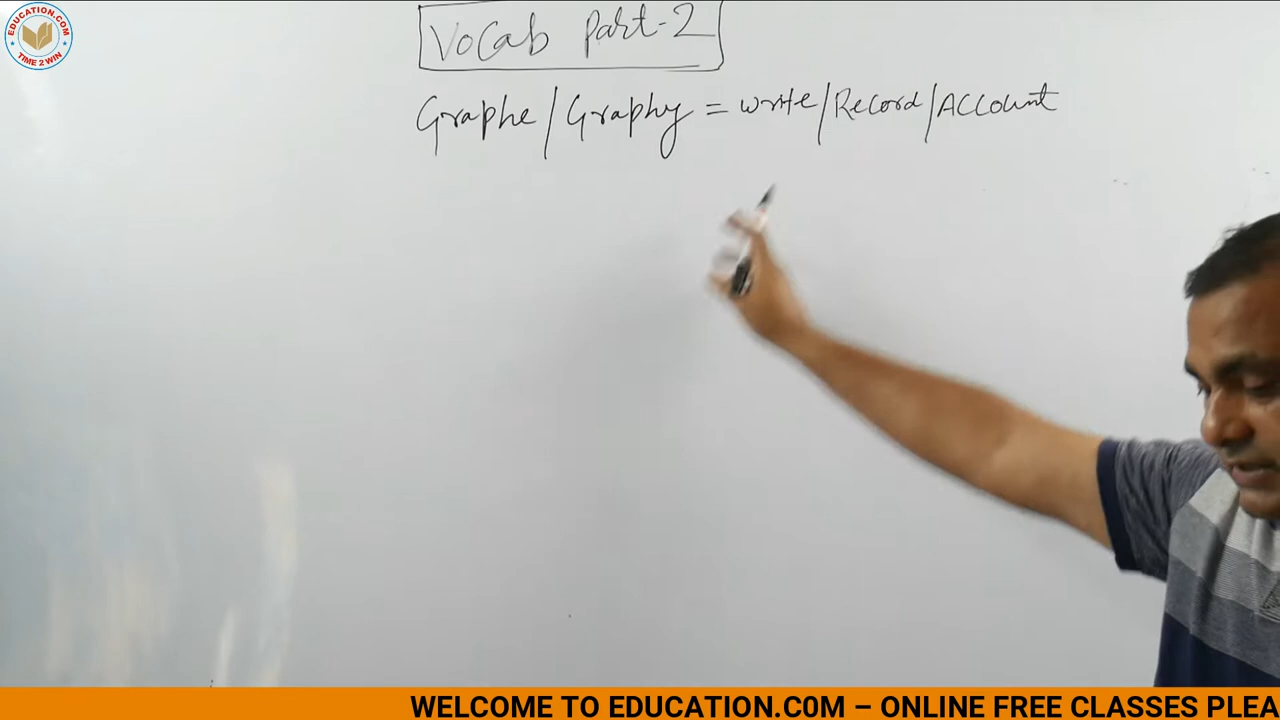 EDUCATION.COM
TIME 2 WIN
Vocab Part-2
Graphe/Graphy = write/Record/Account
WELCOME TO EDUCATION.C0M – ONLINE FREE CLASSES PLEA